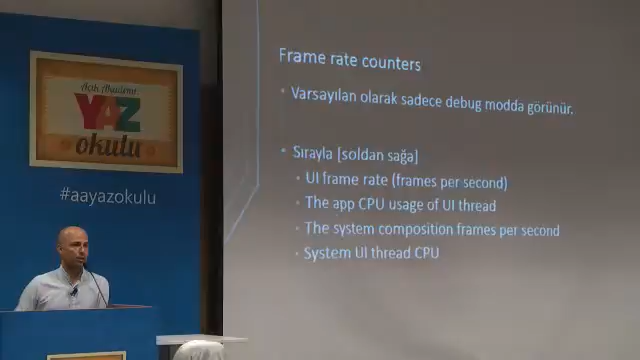 Açık Akademi
YAZ
okulu
#aayazokulu
Frame rate counters
Varsayılan olarak sadece debug modda görünür.
Sırayla [soldan sağa]
UI frame rate (frames per second)
The app CPU usage of UI thread
The system composition frames per second
System UI thread CPU